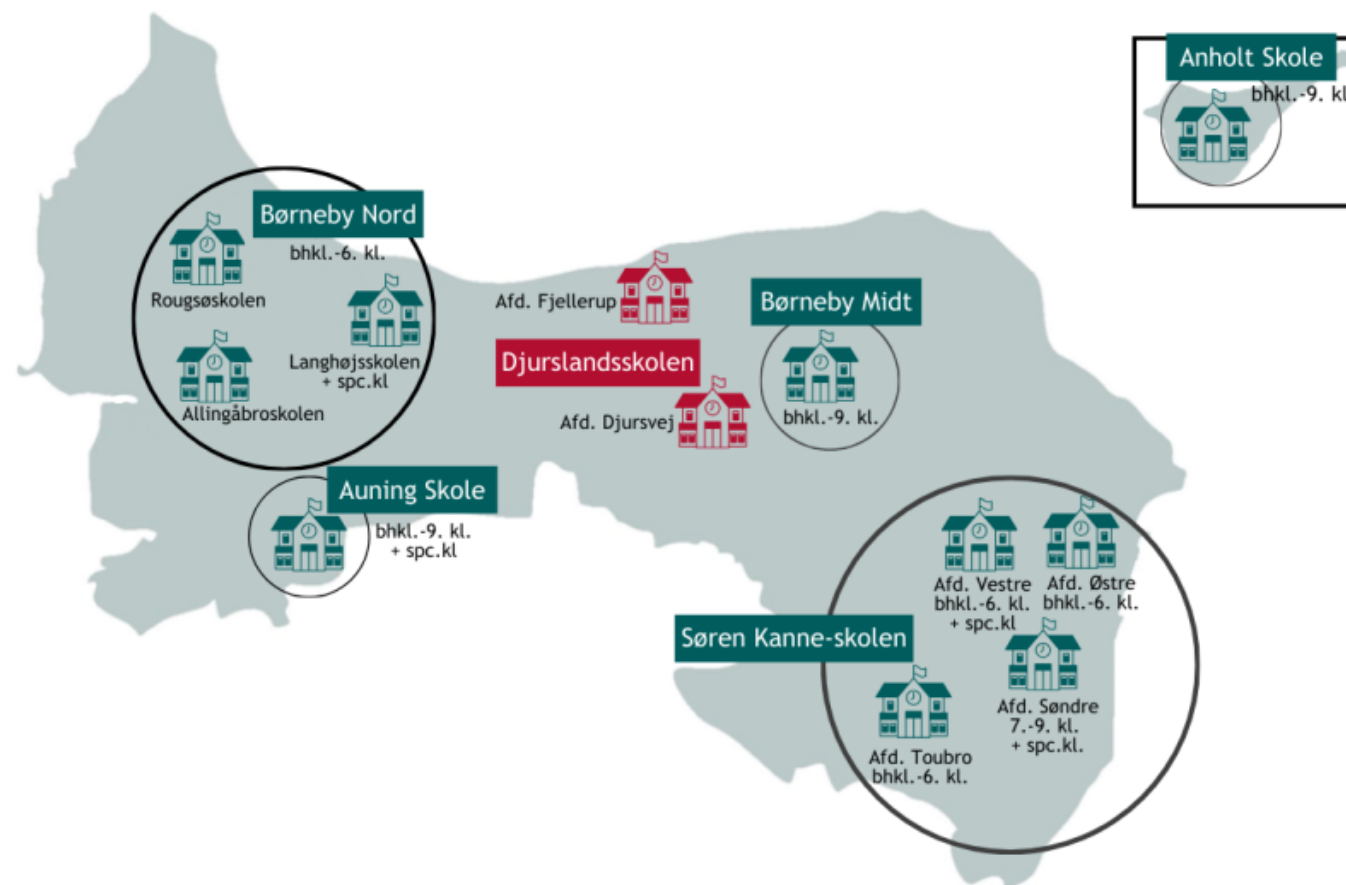 Anholt Skole
bhkl.-9. kl
Børneby Nord
bhkl.-6. kl.
Rougsøskolen
Langhøjsskolen
+ spc.kl
Allingåbroskolen
Afd. Fjellerup
Djurslandsskolen
Afd. Djursvej
Børneby Midt
bhkl.-9. kl.
Auning Skole
bhkl.-9. kl.
+ spc.kl
Afd. Vestre
bhkl.-6. kl.
+ spc.kl
Afd. Østre
bhkl.-6. kl.
Søren Kanne-skolen
Afd. Søndre
7.-9. kl.
+ spc.kl.
Afd. Toubro
bhkl.-6. kl.